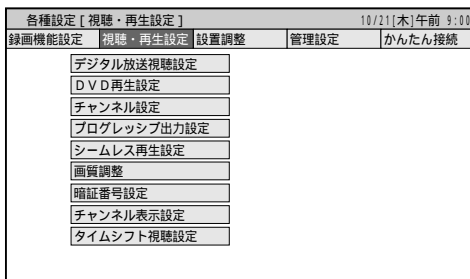 各種設定 [ 視聴・再生設定 ] 10/21[木]午前 9:00
録画機能設定 視聴・再生設定 設置調整 管理設定 かんたん接続
デジタル放送視聴設定
ＤＶＤ再生設定
チャンネル設定
プログレッシブ出力設定
シームレス再生設定
画質調整
暗証番号設定
チャンネル表示設定
タイムシフト視聴設定